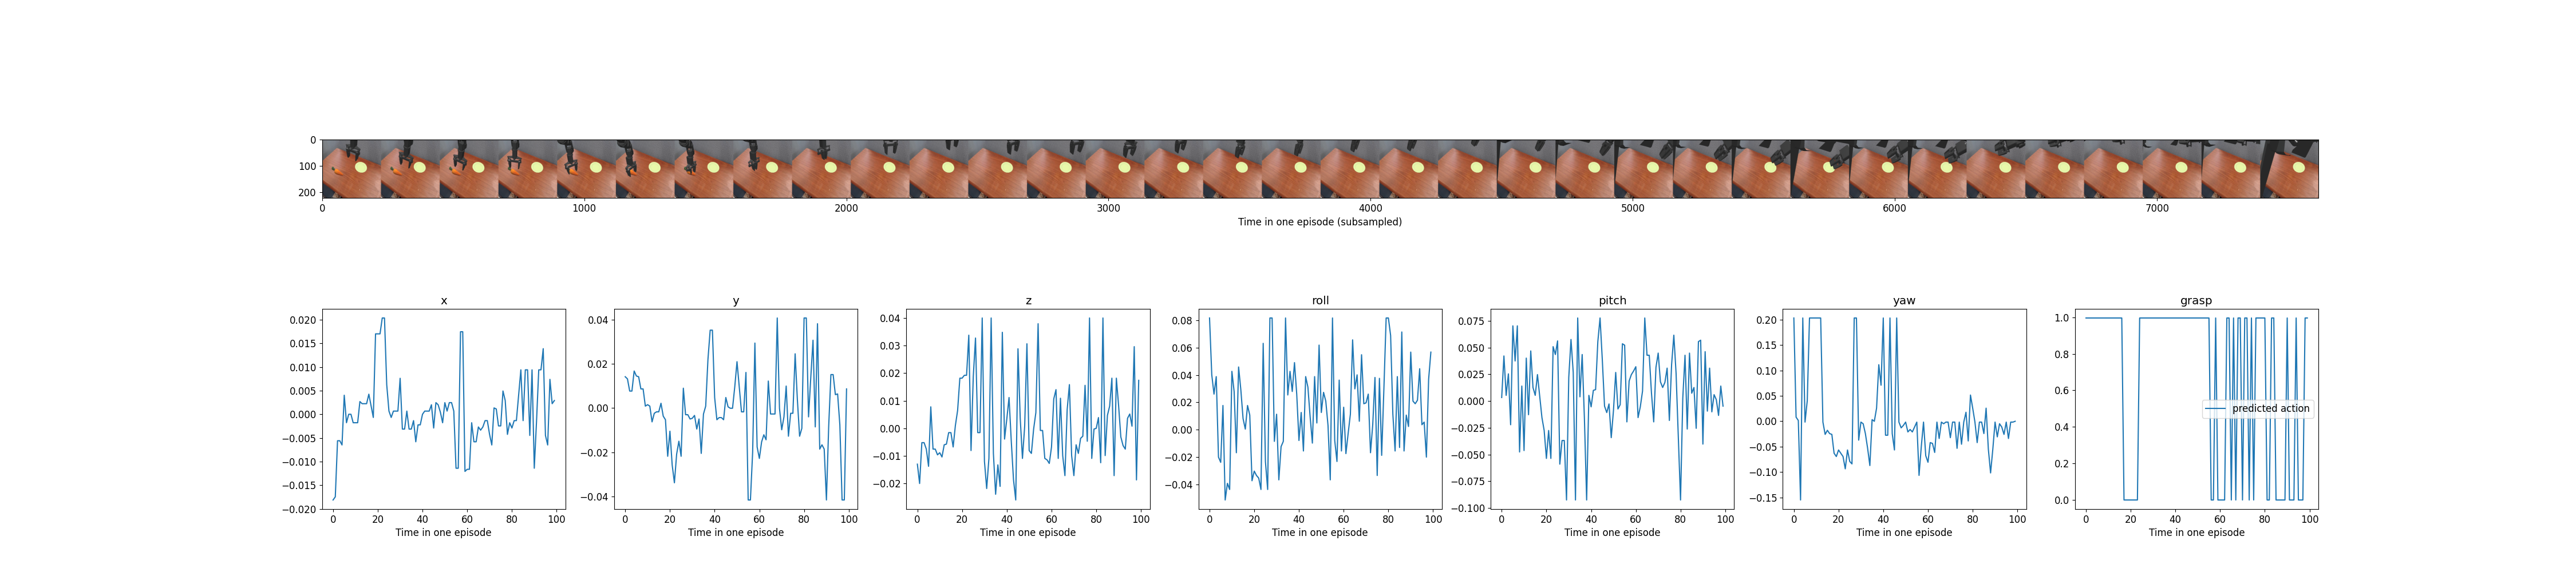 0
100
200
0 1000 2000 3000 4000 5000 6000 7000
Time in one episode (subsampled)
x
0.020
0.015
0.010
0.005
0.000
−0.005
−0.010
−0.015
−0.020
0 20 40 60 80 100
Time in one episode
y
0.04
0.02
0.00
−0.02
−0.04
0 20 40 60 80 100
Time in one episode
z
0.04
0.03
0.02
0.01
0.00
−0.01
−0.02
0 20 40 60 80 100
Time in one episode
roll
0.08
0.06
0.04
0.02
0.00
−0.02
−0.04
0 20 40 60 80 100
Time in one episode
pitch
0.075
0.050
0.025
0.000
−0.025
−0.050
−0.075
−0.100
0 20 40 60 80 100
Time in one episode
yaw
0.20
0.15
0.10
0.05
0.00
−0.05
−0.10
−0.15
0 20 40 60 80 100
Time in one episode
grasp
1.0
0.8
0.6
0.4
0.2
0.0
predicted action
0 20 40 60 80 100
Time in one episode